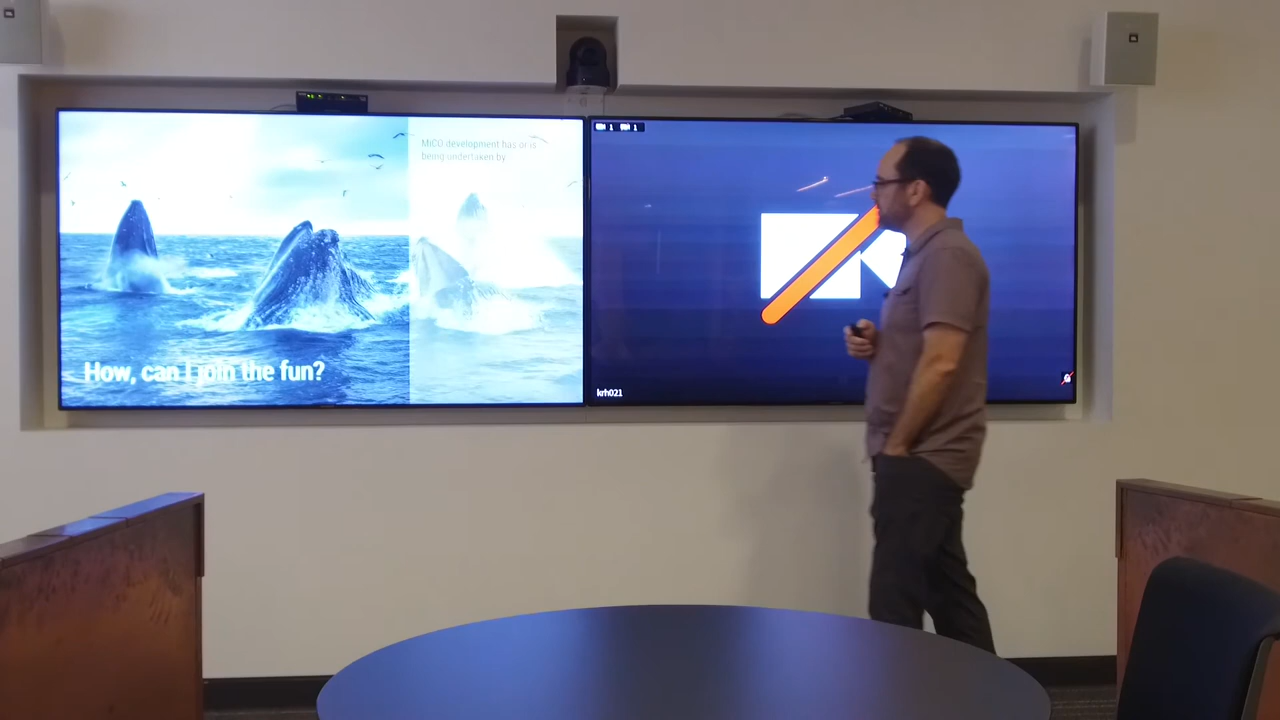 MiCO development has or is
being undertaken by
How, can I join the fun?
krh021